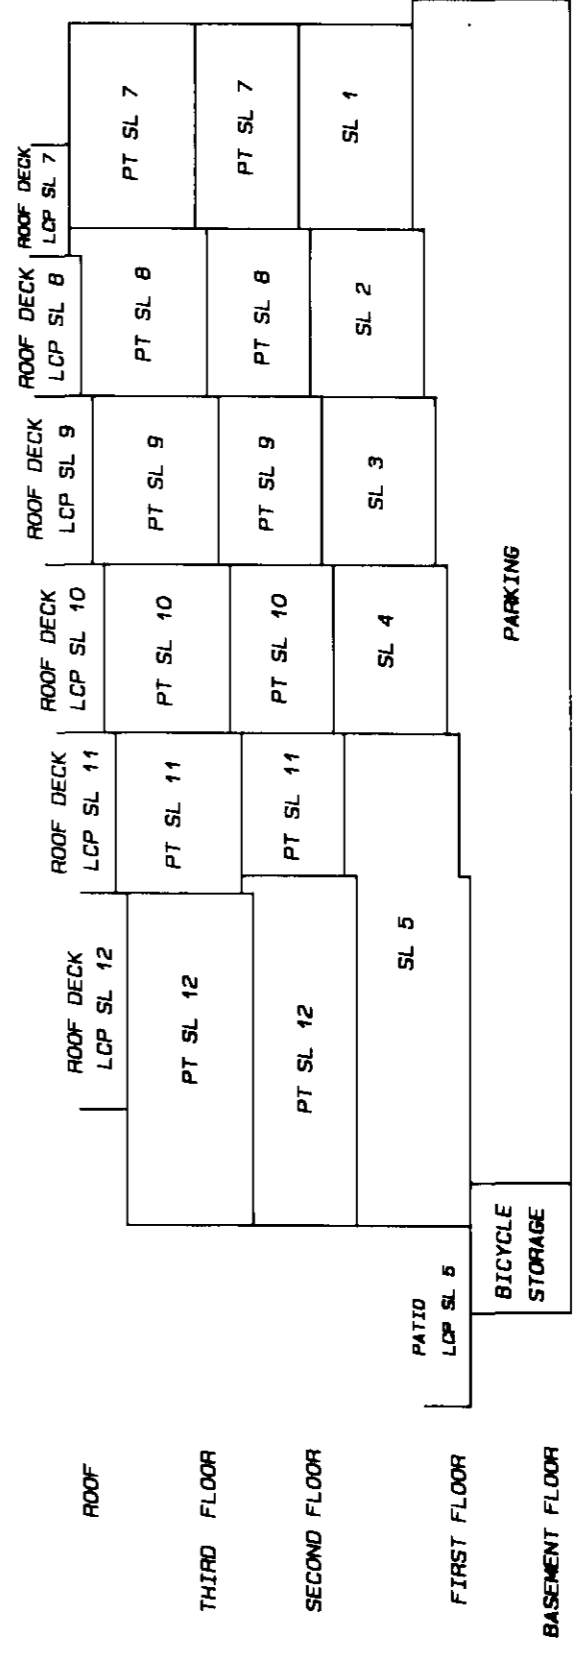 ROOF
ROOF DECK
LCP SL 12
ROOF DECK
LCP SL 11
ROOF DECK
LCP SL 10
ROOF DECK
LCP SL 9
ROOF DECK
LCP SL 8
ROOF DECK
LCP SL 7
THIRD FLOOR
PT SL 12
PT SL 11
PT SL 10
PT SL 9
PT SL 8
PT SL 7
SECOND FLOOR
PT SL 12
PT SL 11
PT SL 10
PT SL 9
PT SL 8
PT SL 7
FIRST FLOOR
PATIO
LCP SL 5
SL 5
SL 4
SL 3
SL 2
SL 1
BASEMENT FLOOR
BICYCLE
STORAGE
PARKING